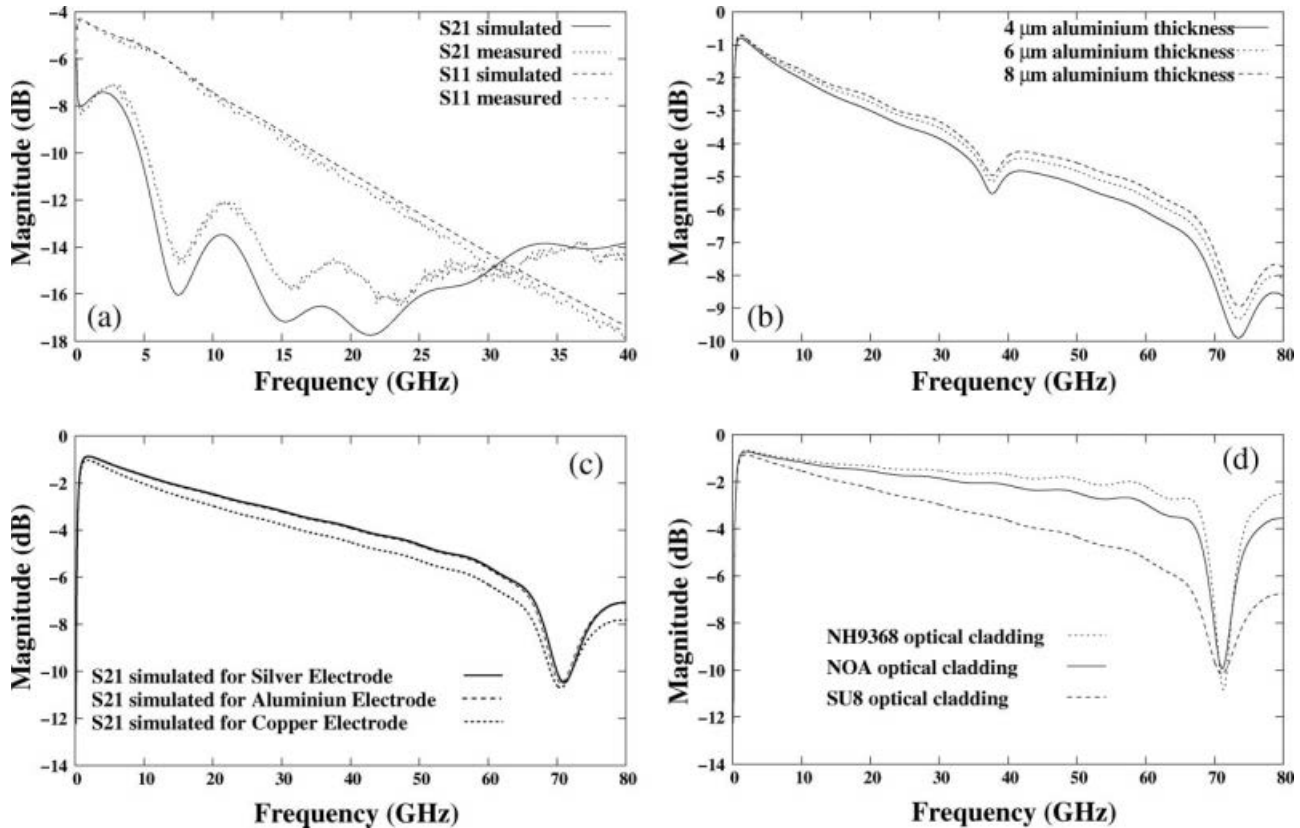 S21 simulated
S21 measured
S11 simulated
S11 measured
Magnitude (dB)
−4
−6
−8
−10
−12
−14
−16
−18
(a)
0 5 10 15 20 25 30 35 40
Frequency (GHz)
4 µm aluminium thickness
6 µm aluminium thickness
8 µm aluminium thickness
Magnitude (dB)
0
−1
−2
−3
−4
−5
−6
−7
−8
−9
−10
(b)
0 10 20 30 40 50 60 70 80
Frequency (GHz)
(c)
Magnitude (dB)
0
−2
−4
−6
−8
−10
−12
−14
S21 simulated for Silver Electrode
S21 simulated for Aluminiun Electrode
S21 simulated for Copper Electrode
0 10 20 30 40 50 60 70 80
Frequency (GHz)
(d)
Magnitude (dB)
0
−2
−4
−6
−8
−10
−12
−14
NH9368 optical cladding
NOA optical cladding
SU8 optical cladding
0 10 20 30 40 50 60 70 80
Frequency (GHz)